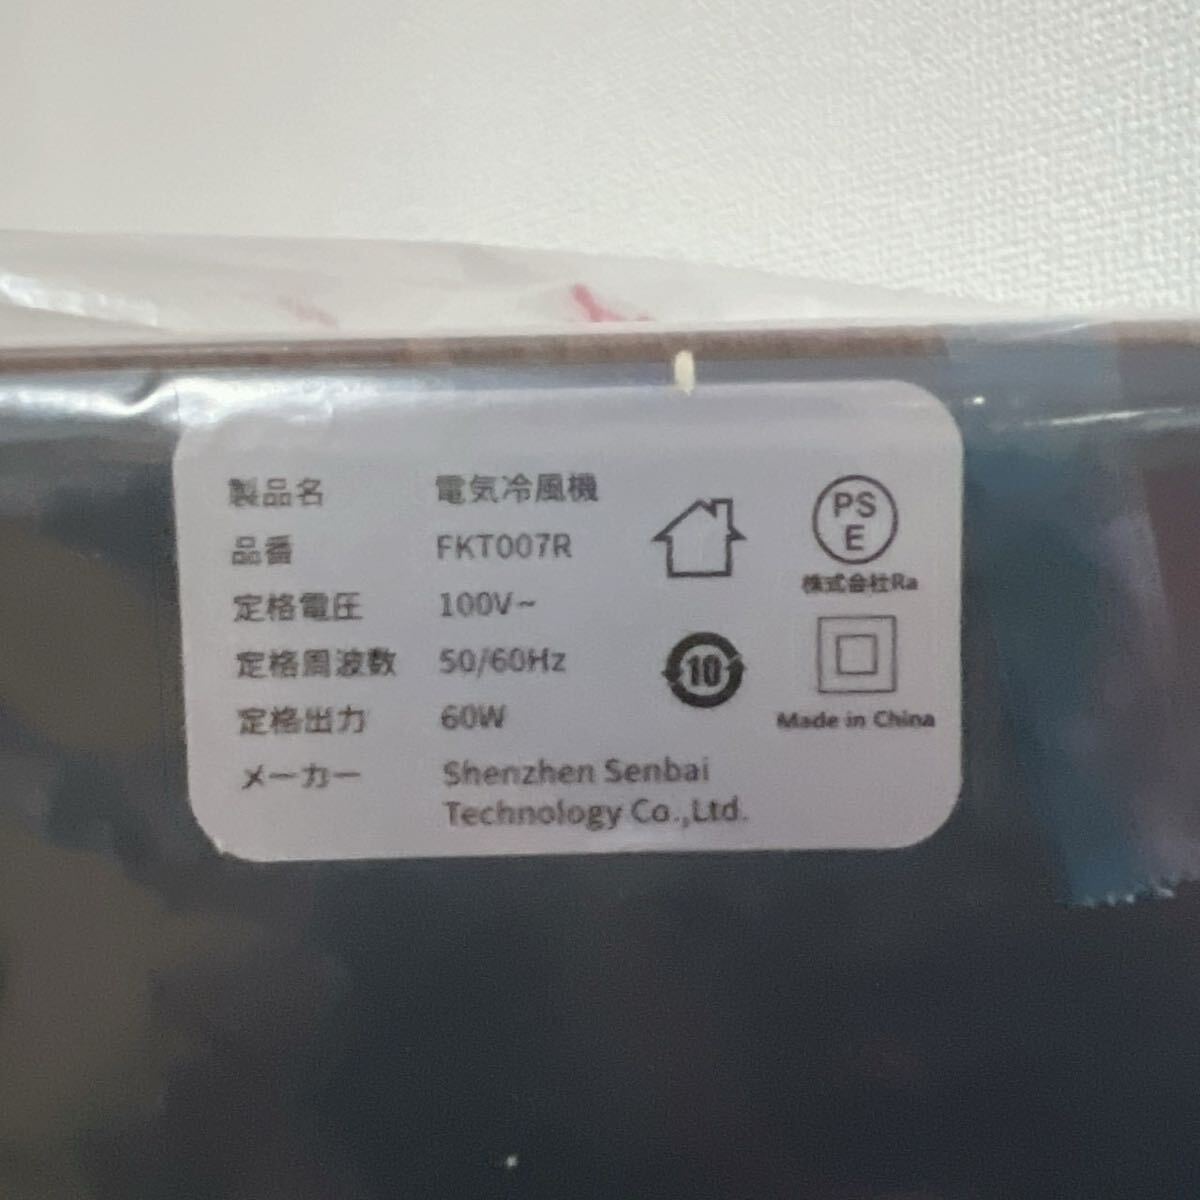 製品名 電気冷風機
品番 FKT007R
定格電圧 100V~
定格周波数 50/60Hz
定格出力 60W
メーカー Shenzhen Senbai
Technology Co.,Ltd.
PS
E
株式会社Ra
10
Made in China